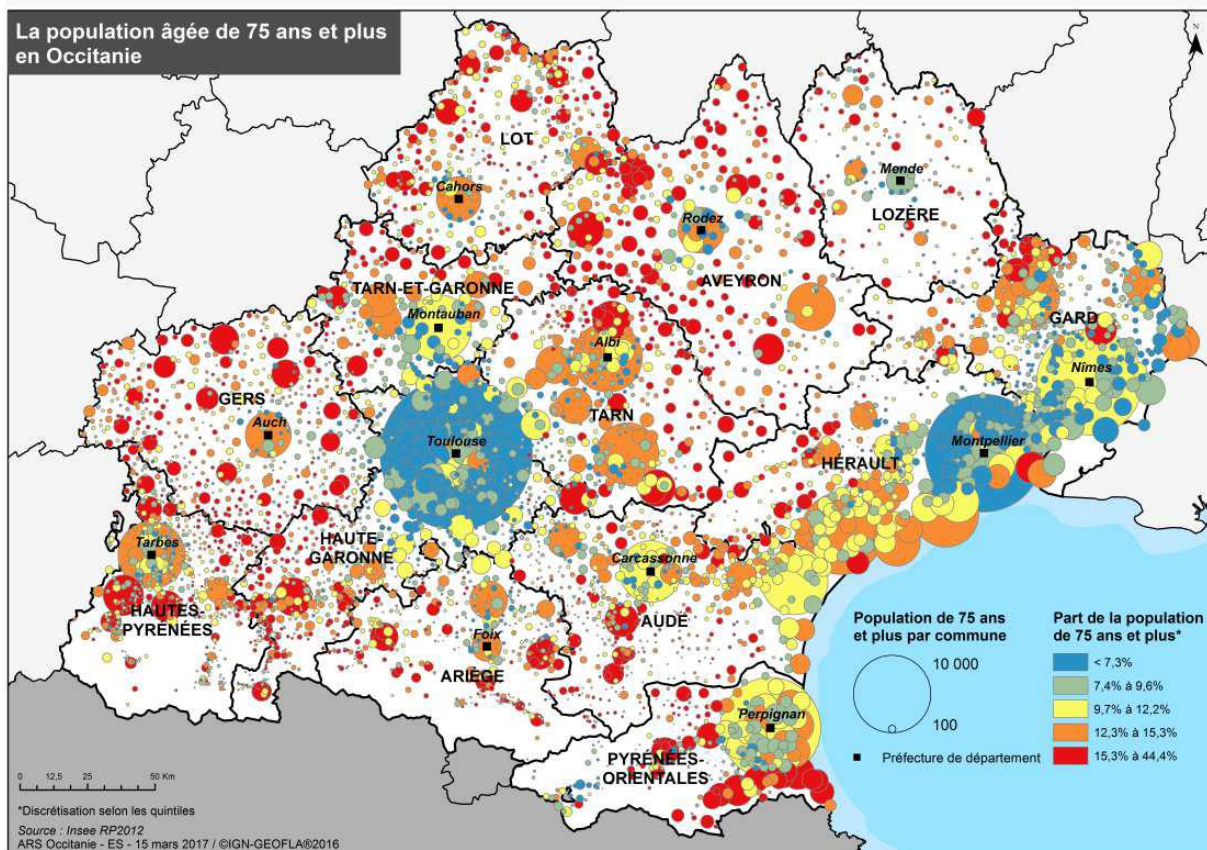 La population âgée de 75 ans et plus
en Occitanie
N
LOT
Cahors
Mende
LOZÈRE
Rodez
AVEYRON
TARN-ET-GARONNE
Montauban
GARD
Albi
Nîmes
GERS
Auch
TARN
Toulouse
Montpellier
HÉRAULT
HAUTE-
GARONNE
Tarbes
Carcassonne
HAUTES-
PYRÉNÉES
AUDE
Foix
ARIÈGE
Perpignan
PYRÉNÉES-
ORIENTALES
Population de 75 ans
et plus par commune
10 000
100
Préfecture de département
Part de la population
de 75 ans et plus*
< 7,3%
7,4% à 9,6%
9,7% à 12,2%
12,3% à 15,3%
15,3% à 44,4%
0 12,5 25 50 Km
*Discrétisation selon les quintiles
Source : Insee RP2012
ARS Occitanie - ES - 15 mars 2017 / ©IGN-GEOFLA®2016